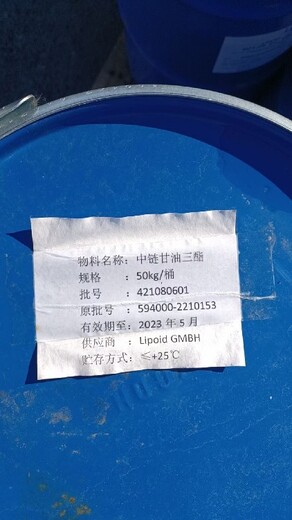 物料名称：中链甘油三酯
规格 ：50kg/桶
批号 ：421080601
原批号：594000-2210153
有效期至：2023 年 5 月
供应商 ：Lipoid GMBH
贮存方式：≤+25℃